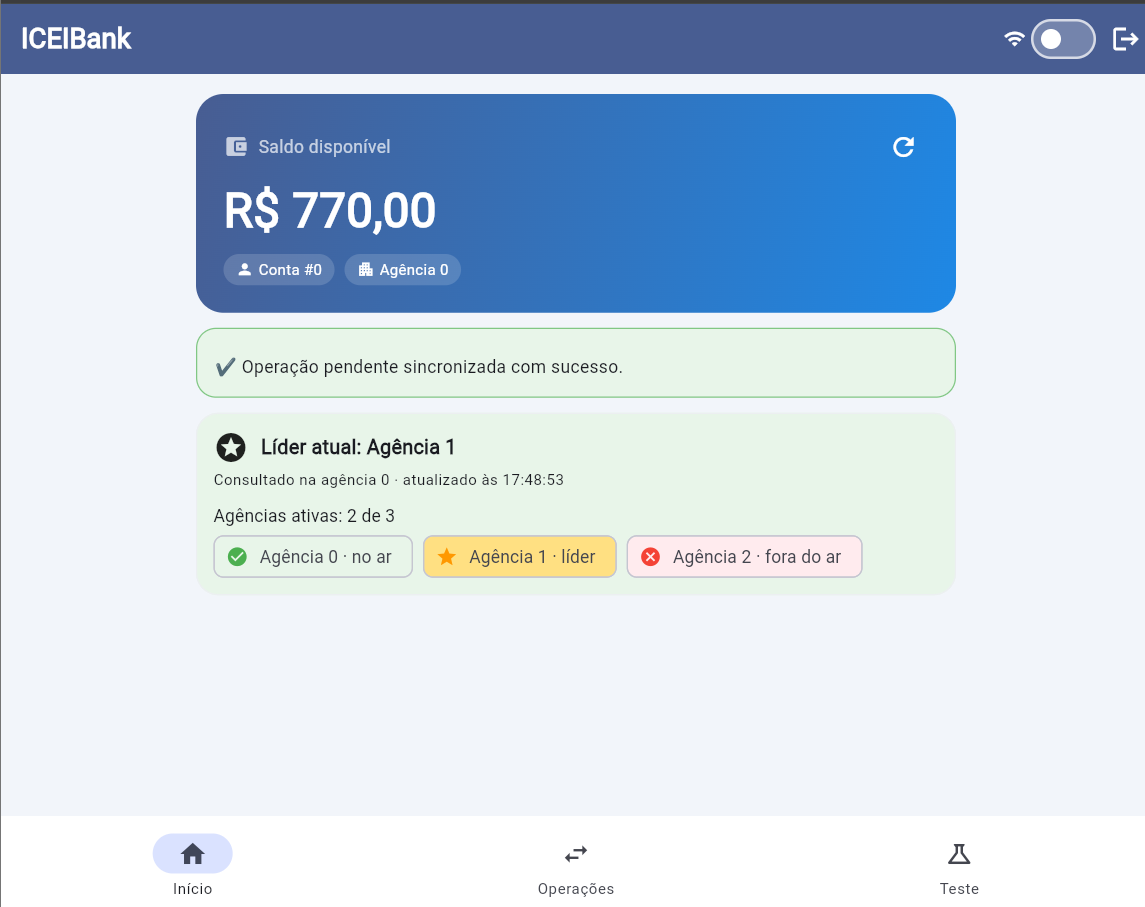 ICEIBank
Saldo disponível
R$ 770,00
Conta #0
Agência 0
✔ Operação pendente sincronizada com sucesso.
Líder atual: Agência 1
Consultado na agência 0 · atualizado às 17:48:53
Agências ativas: 2 de 3
Agência 0 · no ar
Agência 1 · líder
Agência 2 · fora do ar
Início
Operações
Teste